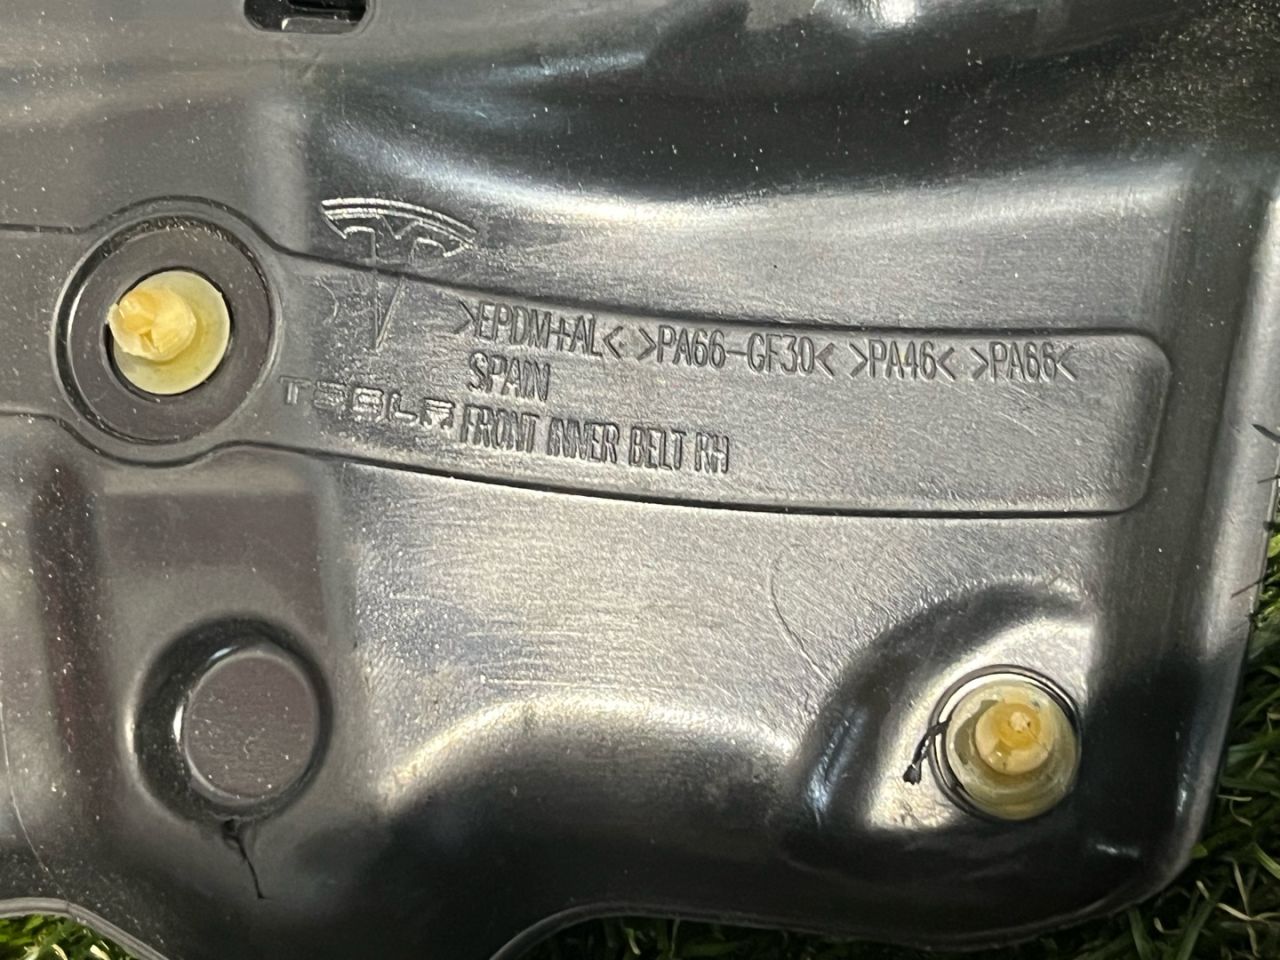 >EPDM+AL< >PA66-GF30< >PA46< >PA66<
SPAIN
TESLA FRONT INNER BELT RH